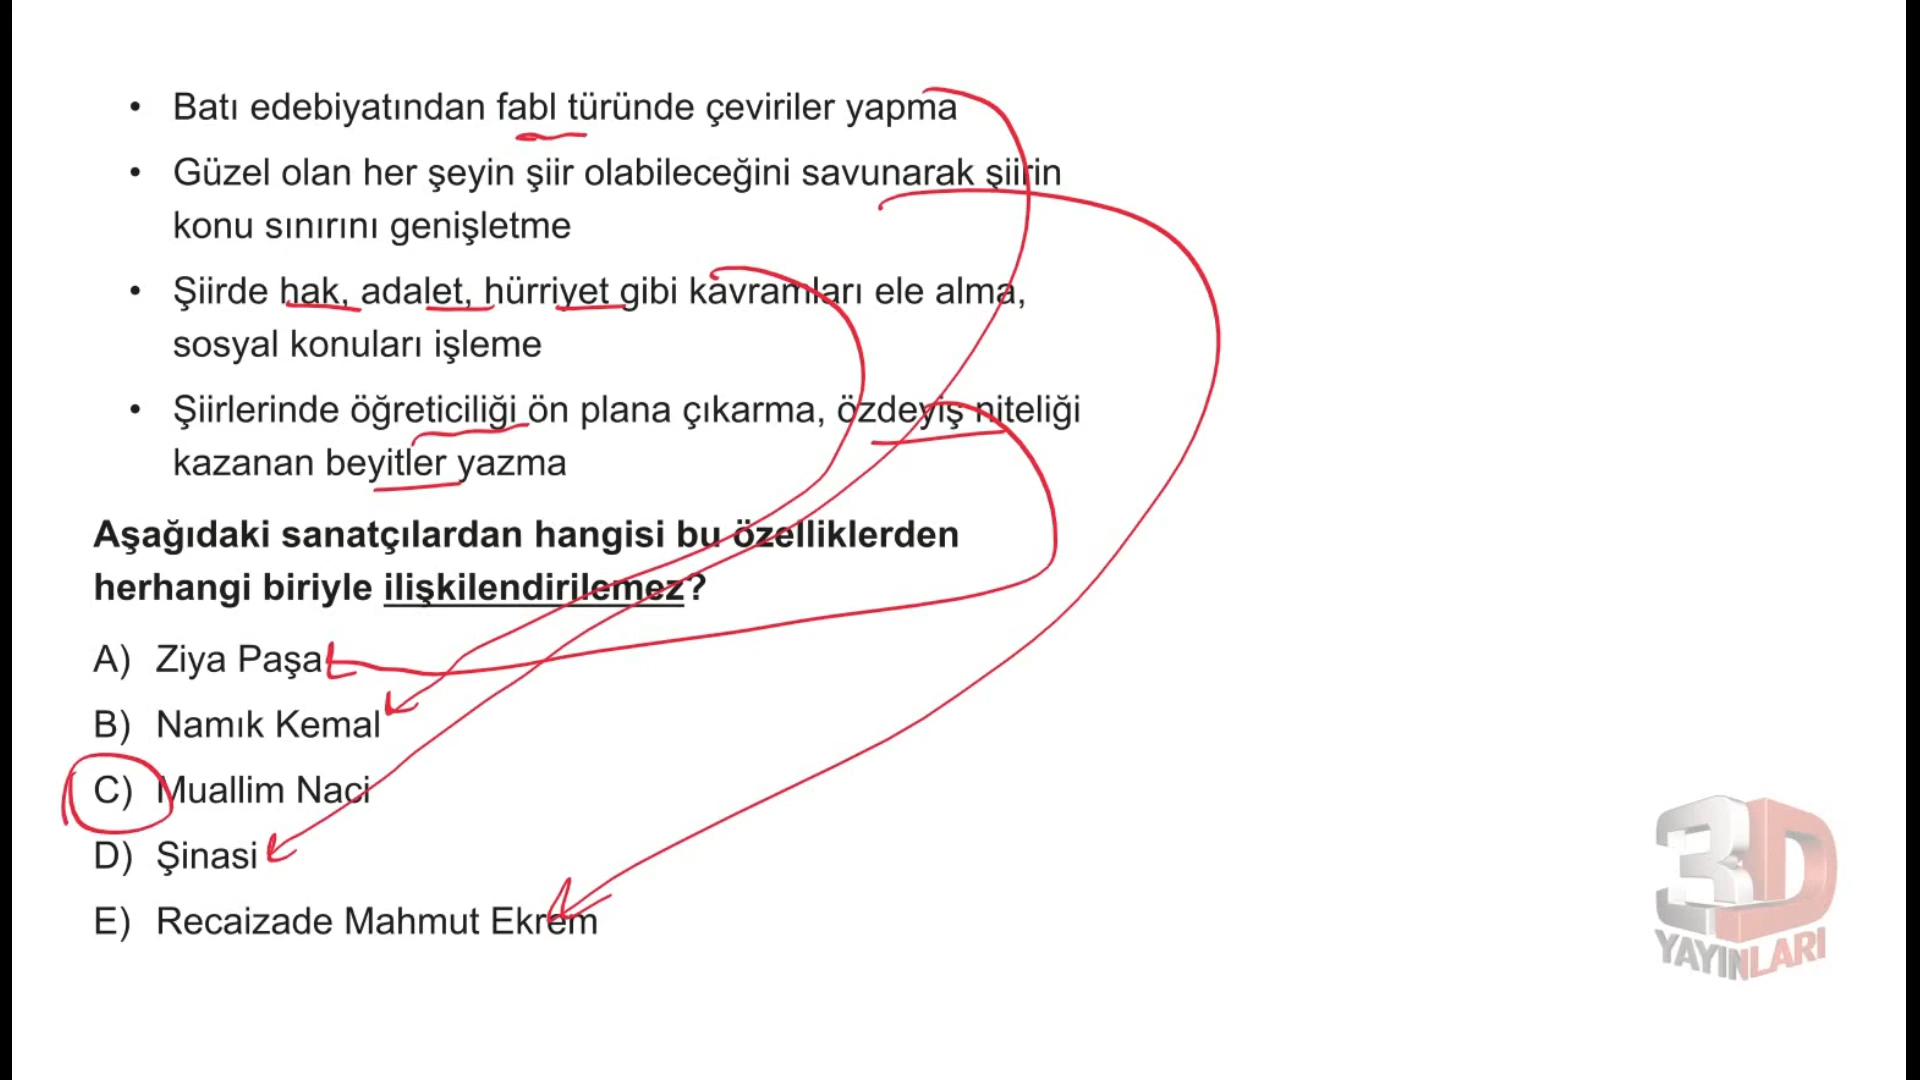 • Batı edebiyatından fabl türünde çeviriler yapma
• Güzel olan her şeyin şiir olabileceğini savunarak şiirin
konu sınırını genişletme
• Şiirde hak, adalet, hürriyet gibi kavramları ele alma,
sosyal konuları işleme
• Şiirlerinde öğreticiliği ön plana çıkarma, özdeyiş niteliği
kazanan beyitler yazma
Aşağıdaki sanatçılardan hangisi bu özelliklerden
herhangi biriyle ilişkilendirilemez?
A) Ziya Paşa
B) Namık Kemal
C) Muallim Naci
D) Şinasi
E) Recaizade Mahmut Ekrem
3D
YAYINLARI